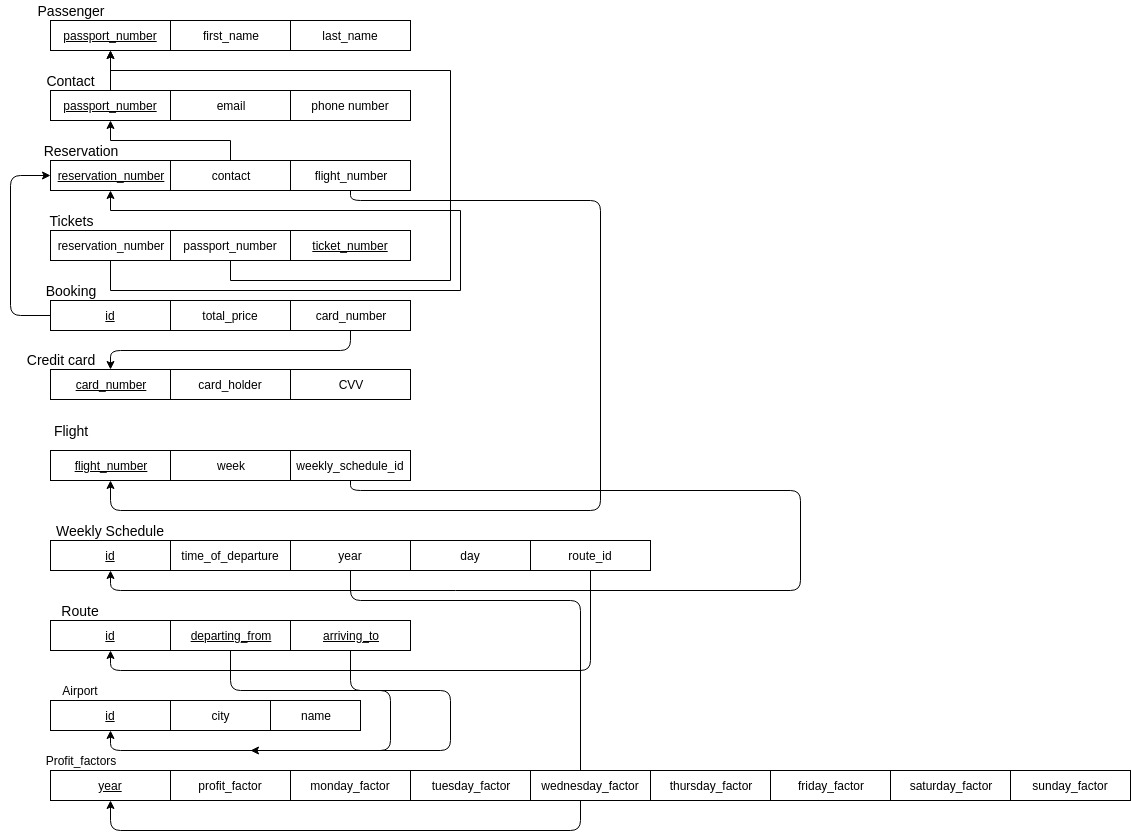 Passenger
passport_number first_name last_name
Contact
passport_number email phone number
Reservation
reservation_number contact flight_number
Tickets
reservation_number passport_number ticket_number
Booking
id total_price card_number
Credit card
card_number card_holder CVV
Flight
flight_number week weekly_schedule_id
Weekly Schedule
id time_of_departure year day route_id
Route
id departing_from arriving_to
Airport
id city name
Profit_factors
year profit_factor monday_factor tuesday_factor wednesday_factor thursday_factor friday_factor saturday_factor sunday_factor